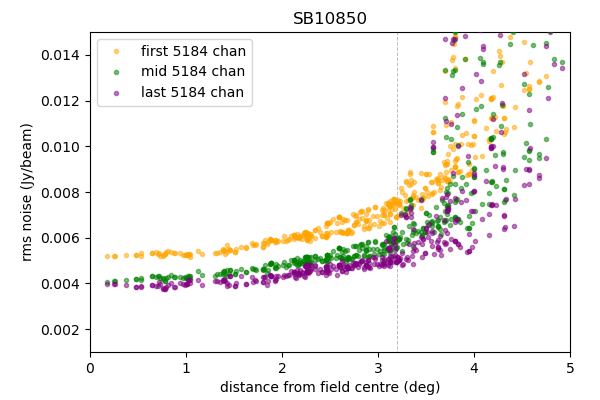 SB10850
first 5184 chan
mid 5184 chan
last 5184 chan
rms noise (Jy/beam)
0.014
0.012
0.010
0.008
0.006
0.004
0.002
0 1 2 3 4 5
distance from field centre (deg)